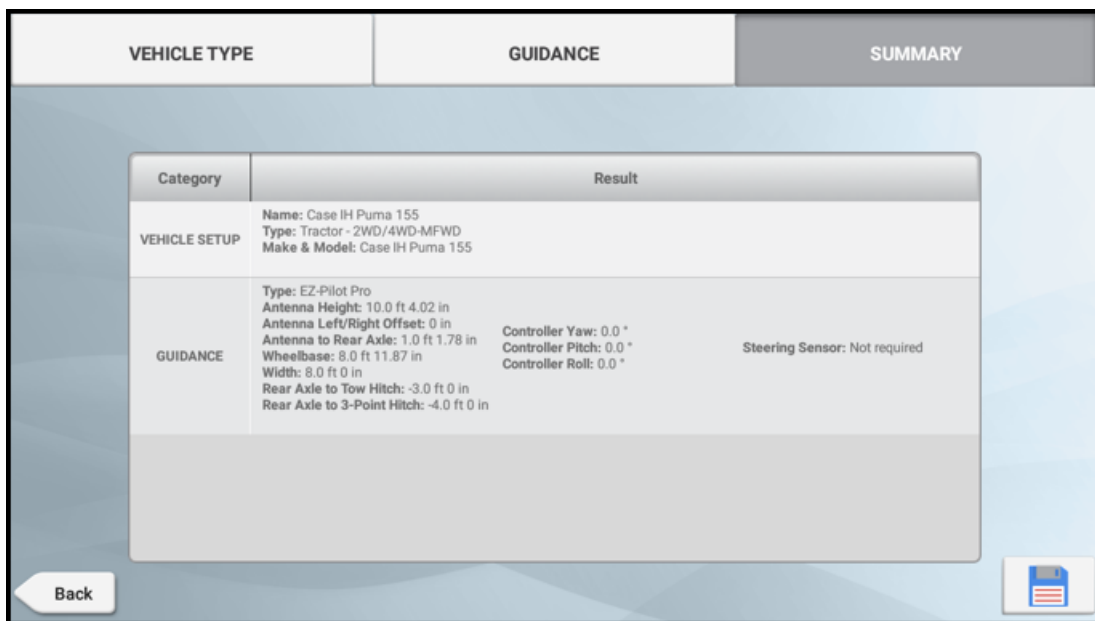 VEHICLE TYPE
GUIDANCE
SUMMARY
Category
Result
VEHICLE SETUP
Name: Case IH Puma 155
Type: Tractor - 2WD/4WD-MFWD
Make & Model: Case IH Puma 155
GUIDANCE
Type: EZ-Pilot Pro
Antenna Height: 10.0 ft 4.02 in
Antenna Left/Right Offset: 0 in
Antenna to Rear Axle: 1.0 ft 1.78 in
Wheelbase: 8.0 ft 11.87 in
Width: 8.0 ft 0 in
Rear Axle to Tow Hitch: -3.0 ft 0 in
Rear Axle to 3-Point Hitch: -4.0 ft 0 in
Controller Yaw: 0.0 °
Controller Pitch: 0.0 °
Controller Roll: 0.0 °
Steering Sensor: Not required
Back